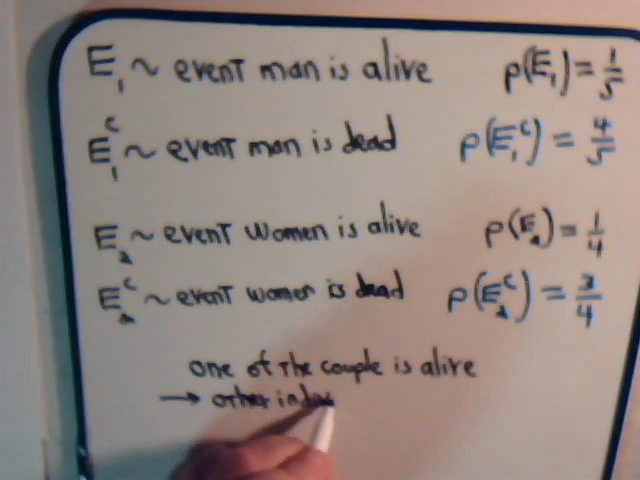 E₁ ~ event man is alive P(E₁) = 1/5
E₁ᶜ ~ event man is dead P(E₁ᶜ) = 4/5
E₂ ~ event women is alive P(E₂) = 1/4
E₂ᶜ ~ event women is dead P(E₂ᶜ) = 3/4
one of the couple is alive
→ other